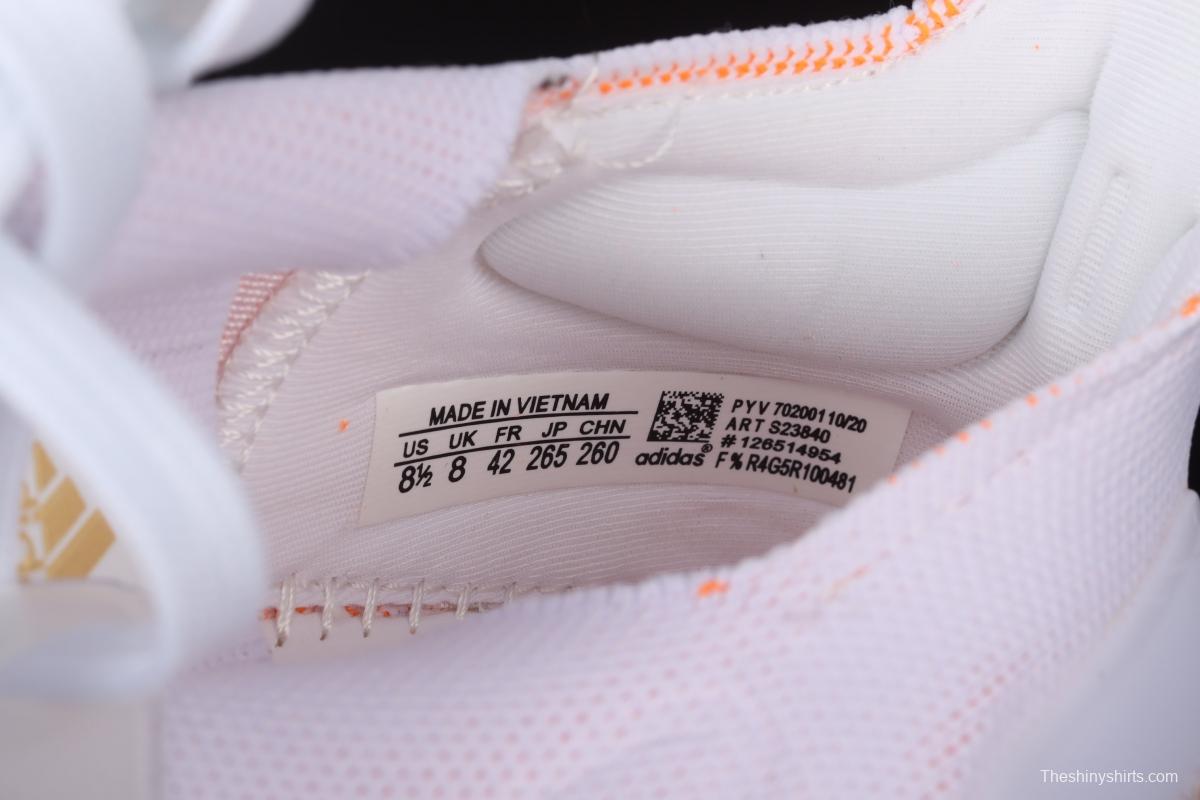 MADE IN VIETNAM
US UK FR JP CHN
8½ 8 42 265 260
adidas®
PYV 70200110/20
ART S23840
# 126514954
F% R4G5R100481
Theshinyshirts.com